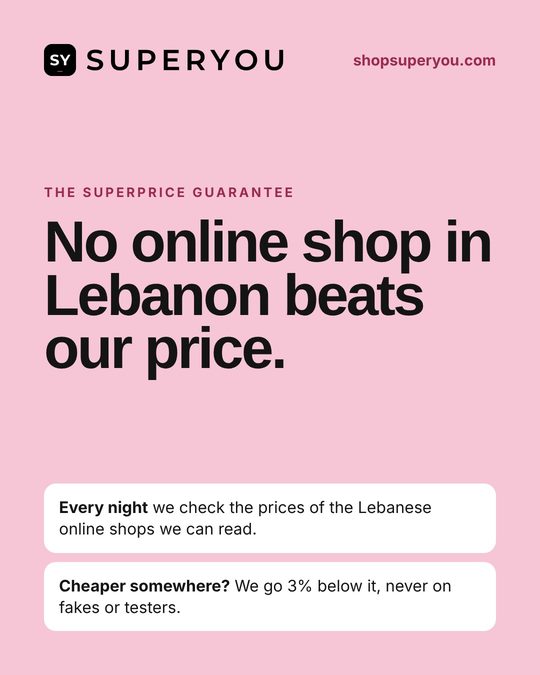 SY SUPERYOU
shopsuperyou.com
THE SUPERPRICE GUARANTEE
No online shop in
Lebanon beats
our price.
Every night we check the prices of the Lebanese
online shops we can read.
Cheaper somewhere? We go 3% below it, never on
fakes or testers.